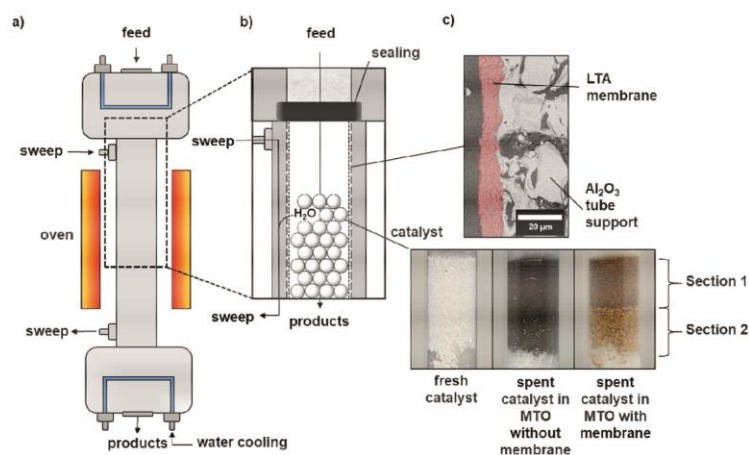 a)
feed
sweep
oven
sweep
products
water cooling
b)
feed
sealing
sweep
H₂O
catalyst
sweep
products
c)
LTA
membrane
Al₂O₃
tube
support
20 µm
Section 1
Section 2
fresh
catalyst
spent
catalyst in
MTO
without
membrane
spent
catalyst in
MTO with
membrane